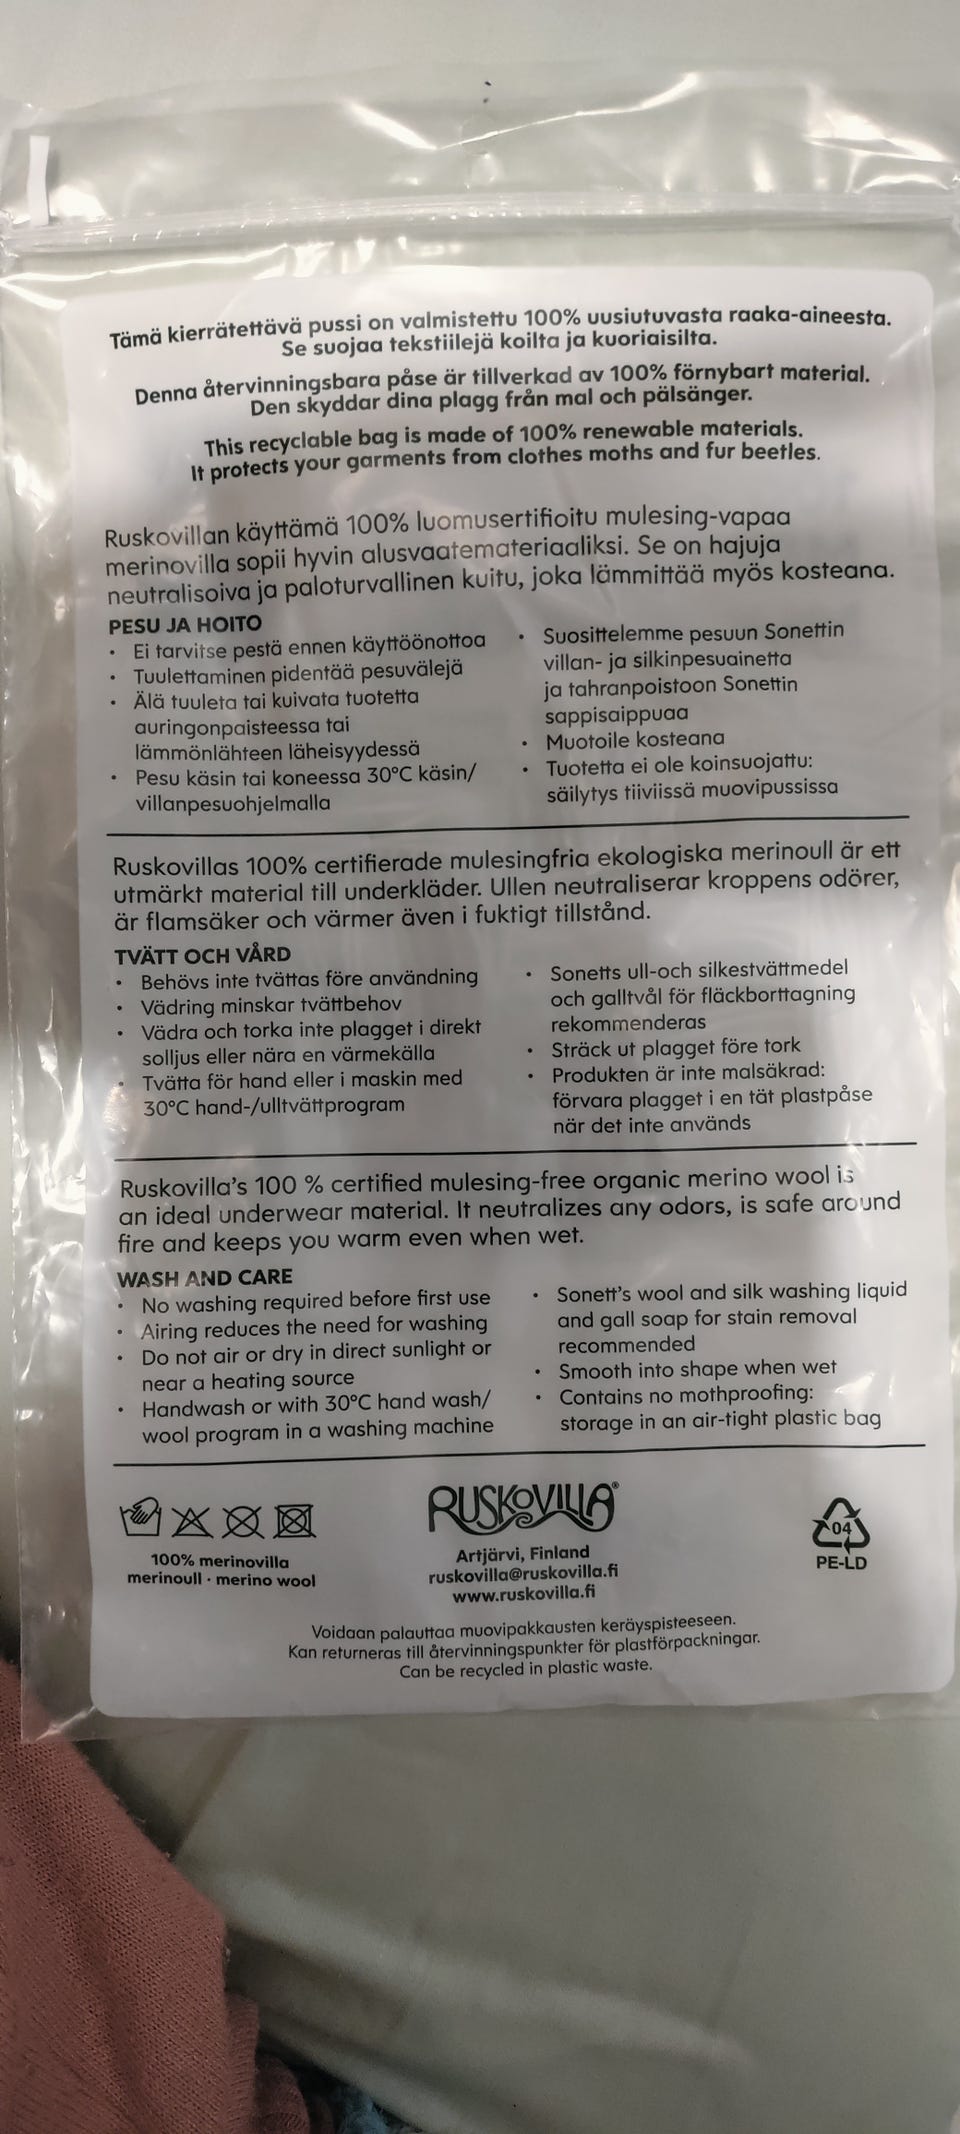 Tämä kierrätettävä pussi on valmistettu 100% uusiutuvasta raaka-aineesta.
Se suojaa tekstiilejä koilta ja kuoriaisilta.
Denna återvinningsbara påse är tillverkad av 100% förnybart material.
Den skyddar dina plagg från mal och pälsänger.
This recyclable bag is made of 100% renewable materials.
It protects your garments from clothes moths and fur beetles.
Ruskovillan käyttämä 100% luomusertifioitu mulesing-vapaa
merinovilla sopii hyvin alusvaatemateriaaliksi. Se on hajuja
neutralisoiva ja paloturvallinen kuitu, joka lämmittää myös kosteana.
PESU JA HOITO
• Ei tarvitse pestä ennen käyttöönottoa
• Tuulettaminen pidentää pesuvälejä
• Älä tuuleta tai kuivata tuotetta
auringonpaisteessa tai
lämmönlähteen läheisyydessä
• Pesu käsin tai koneessa 30°C käsin/
villanpesuohjelmalla
• Suosittelemme pesuun Sonettin
villan- ja silkinpesuainetta
ja tahranpoistoon Sonettin
sappisaippuaa
• Muotoile kosteana
• Tuotetta ei ole koinsuojattu:
säilytys tiiviissä muovipussissa
Ruskovillas 100% certifierade mulesingfria ekologiska merinoull är ett
utmärkt material till underkläder. Ullen neutraliserar kroppens odörer,
är flamsäker och värmer även i fuktigt tillstånd.
TVÄTT OCH VÅRD
• Behövs inte tvättas före användning
• Vädring minskar tvättbehov
• Vädra och torka inte plagget i direkt
solljus eller nära en värmekälla
• Tvätta för hand eller i maskin med
30°C hand-/ulltvättprogram
• Sonetts ull-och silkestvättmedel
och galltvål för fläckborttagning
rekommenderas
• Sträck ut plagget före tork
• Produkten är inte malsäkrad:
förvara plagget i en tät plastpåse
när det inte används
Ruskovilla's 100 % certified mulesing-free organic merino wool is
an ideal underwear material. It neutralizes any odors, is safe around
fire and keeps you warm even when wet.
WASH AND CARE
• No washing required before first use
• Airing reduces the need for washing
• Do not air or dry in direct sunlight or
near a heating source
• Handwash or with 30°C hand wash/
wool program in a washing machine
• Sonett's wool and silk washing liquid
and gall soap for stain removal
recommended
• Smooth into shape when wet
• Contains no mothproofing:
storage in an air-tight plastic bag
100% merinovilla
merinoull · merino wool
RUSKOVILLA®
Artjärvi, Finland
ruskovilla@ruskovilla.fi
www.ruskovilla.fi
04
PE-LD
Voidaan palauttaa muovipakkausten keräyspisteeseen.
Kan returneras till återvinningspunkter för plastförpackningar.
Can be recycled in plastic waste.